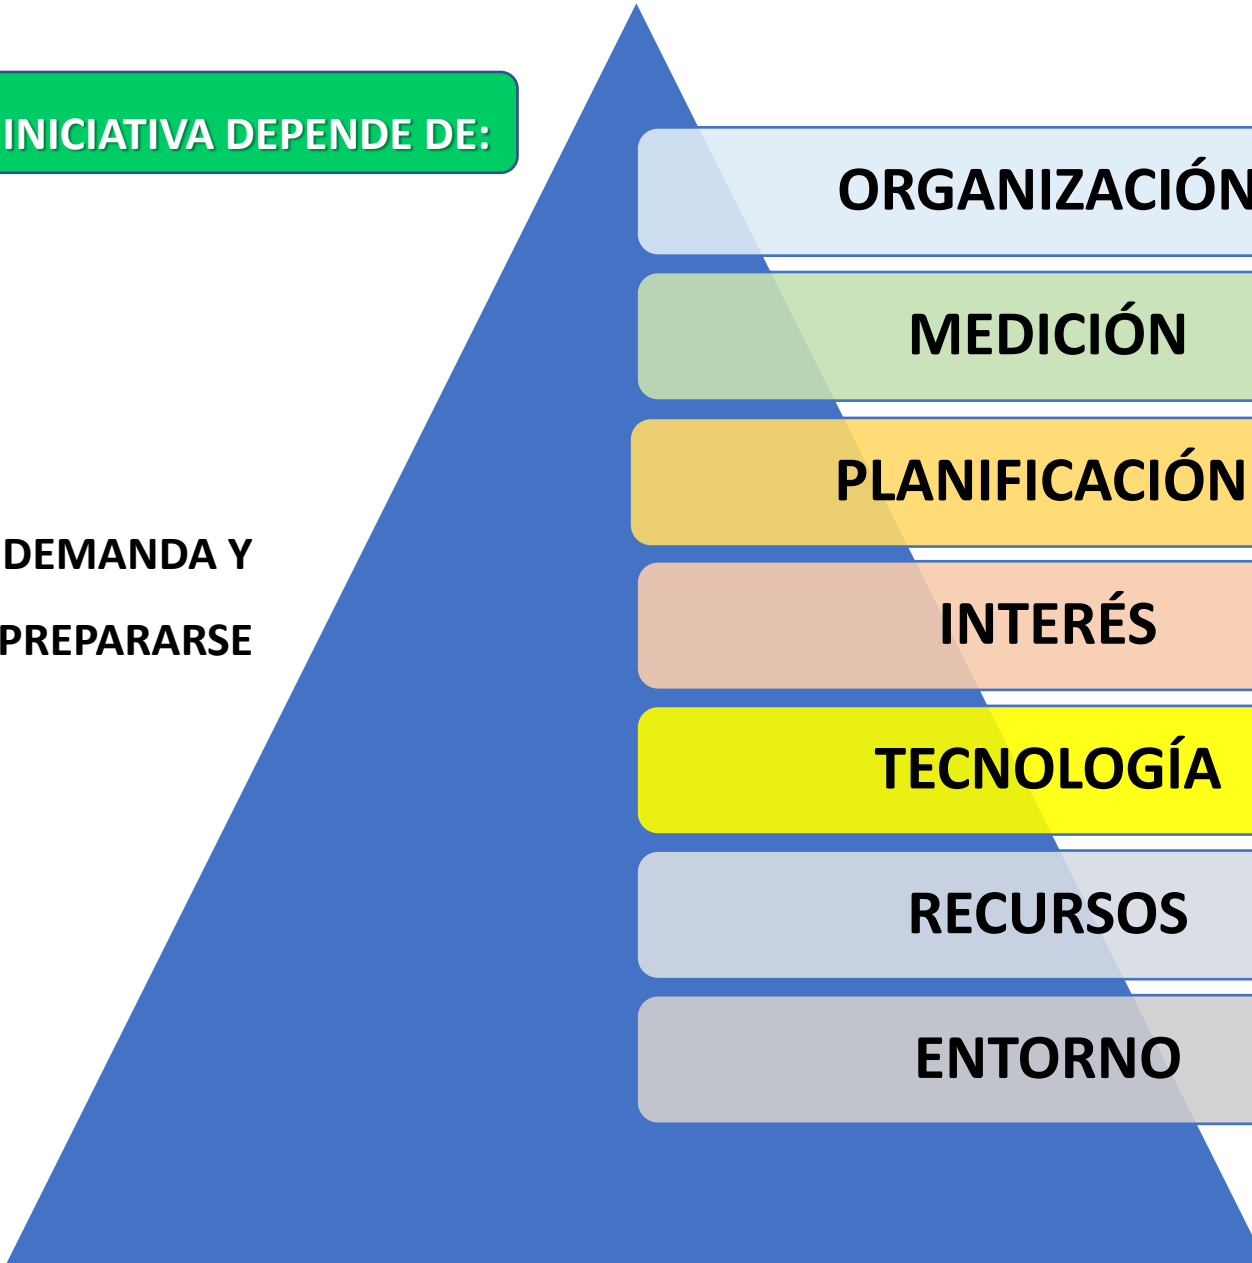 INICIATIVA DEPENDE DE:
ORGANIZACIÓN
MEDICIÓN
PLANIFICACIÓN
DEMANDA Y
PREPARARSE
INTERÉS
TECNOLOGÍA
RECURSOS
ENTORNO